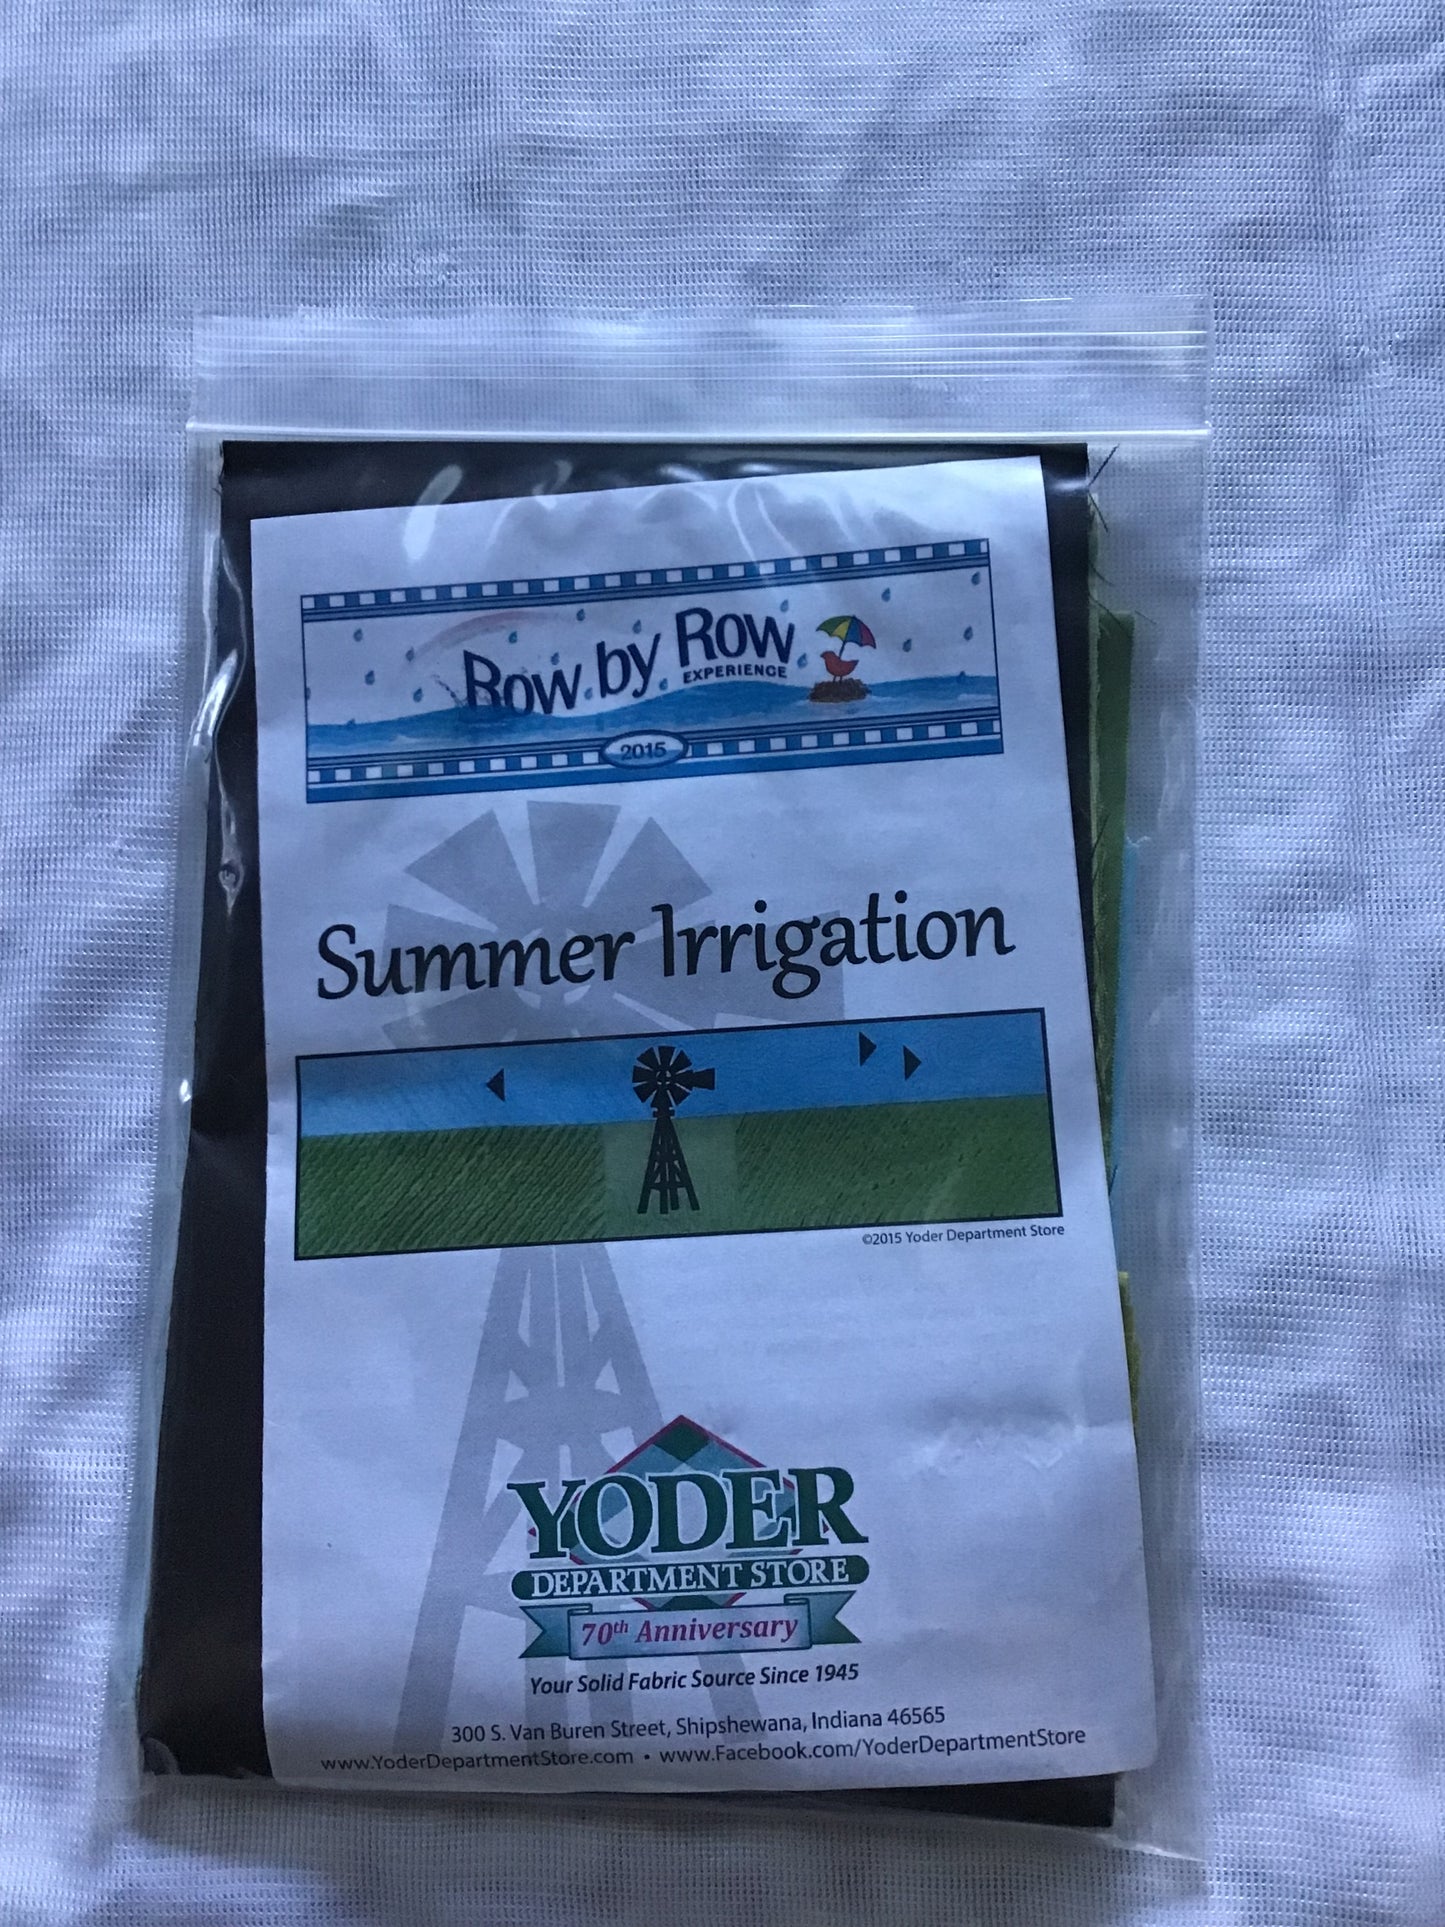 Row by Row
EXPERIENCE
2015
Summer Irrigation
©2015 Yoder Department Store
YODER
DEPARTMENT STORE
70th Anniversary
Your Solid Fabric Source Since 1945
300 S. Van Buren Street, Shipshewana, Indiana 46565
www.YoderDepartmentStore.com • www.Facebook.com/YoderDepartmentStore